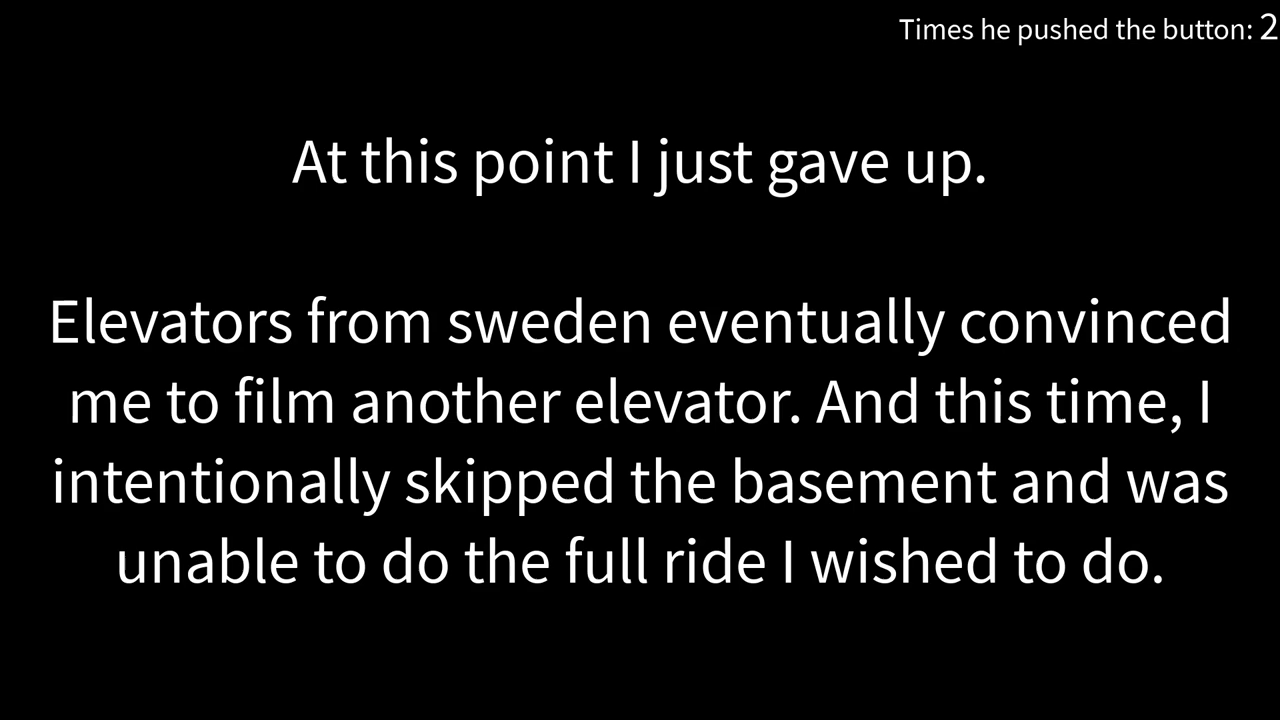 Times he pushed the button: 2
At this point I just gave up.
Elevators from sweden eventually convinced
me to film another elevator. And this time, I
intentionally skipped the basement and was
unable to do the full ride I wished to do.